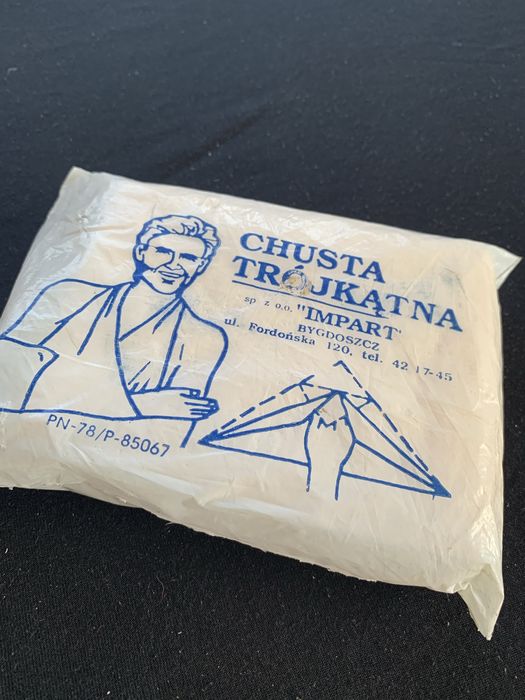 CHUSTA
TRÓJKĄTNA
sp z o.o. "IMPART"
BYGDOSZCZ
ul. Fordońska 120, tel. 42 17-45
PN-78/P-85067